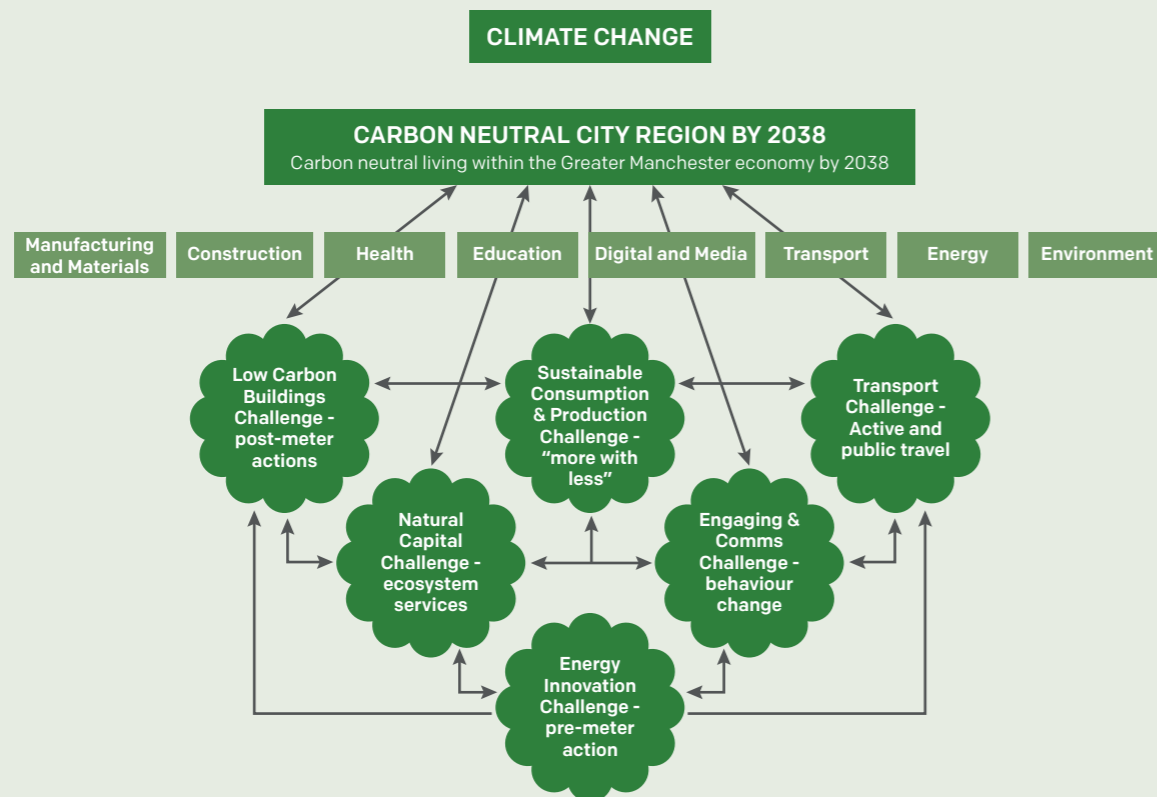 CLIMATE CHANGE
CARBON NEUTRAL CITY REGION BY 2038
Carbon neutral living within the Greater Manchester economy by 2038
Manufacturing
and Materials
Construction
Health
Education
Digital and Media
Transport
Energy
Environment
Low Carbon
Buildings
Challenge -
post-meter
actions
Sustainable
Consumption
& Production
Challenge -
“more with
less”
Transport
Challenge -
Active and
public travel
Natural
Capital
Challenge -
ecosystem
services
Engaging &
Comms
Challenge -
behaviour
change
Energy
Innovation
Challenge -
pre-meter
action